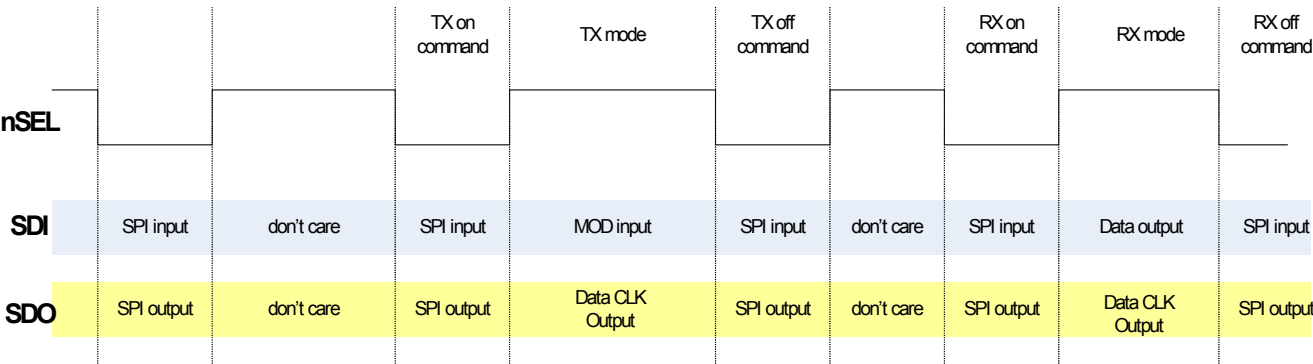 TX on command TX mode TX off command RX on command RX mode RX off command
nSEL
SDI SPI input don't care SPI input MOD input SPI input don't care SPI input Data output SPI input
SDO SPI output don't care SPI output Data CLK Output SPI output don't care SPI output Data CLK Output SPI output